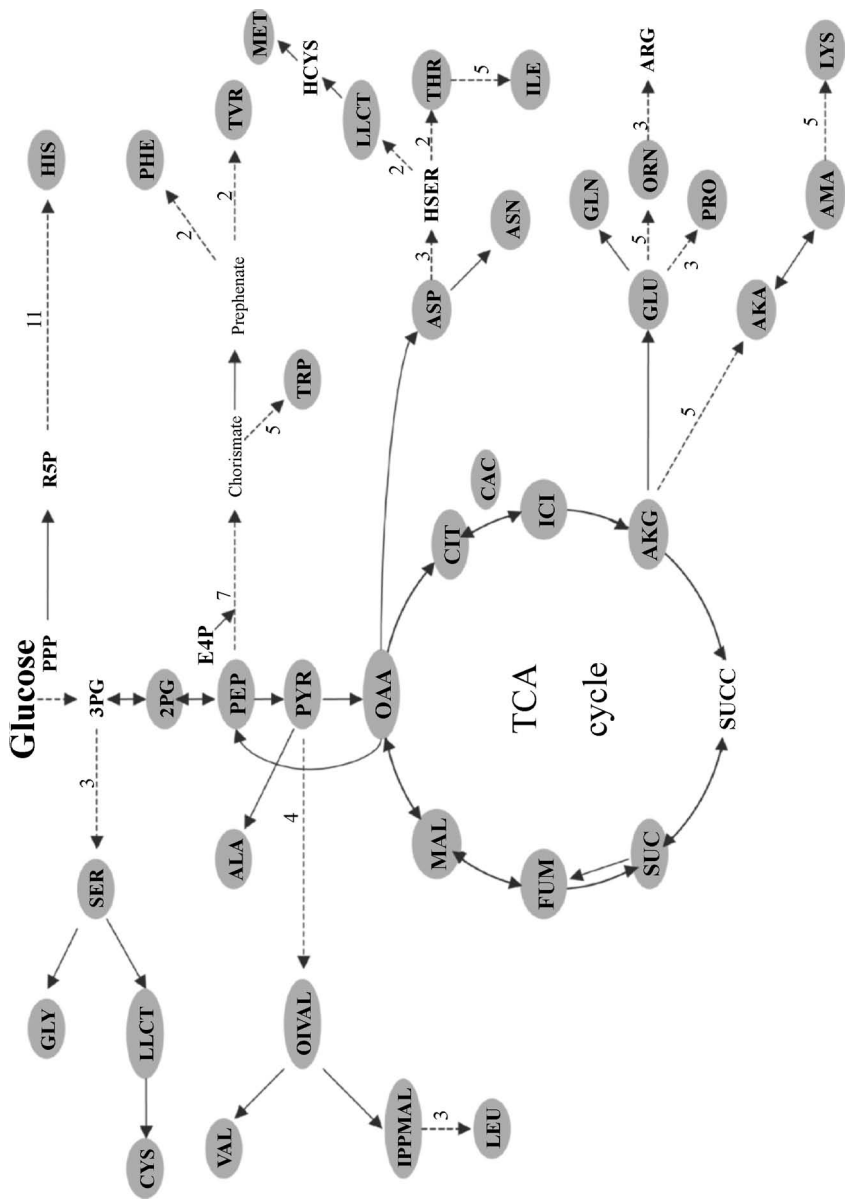 Glucose
PPP
R5P
11
HIS
3PG
3
SER
GLY
LLCT
CYS
2PG
E4P
PEP
7
Chorismate
Prephenate
2
PHE
2
TVR
5
TRP
PYR
ALA
4
OIVAL
VAL
IPPMAL
3
LEU
OAA
ASP
3
HSER
2
LLCT
HCYS
MET
2
THR
5
ILE
ASN
TCA
cycle
CIT
CAC
ICI
AKG
SUCC
SUC
FUM
MAL
GLU
GLN
5
ORN
3
ARG
3
PRO
5
AKA
AMA
5
LYS